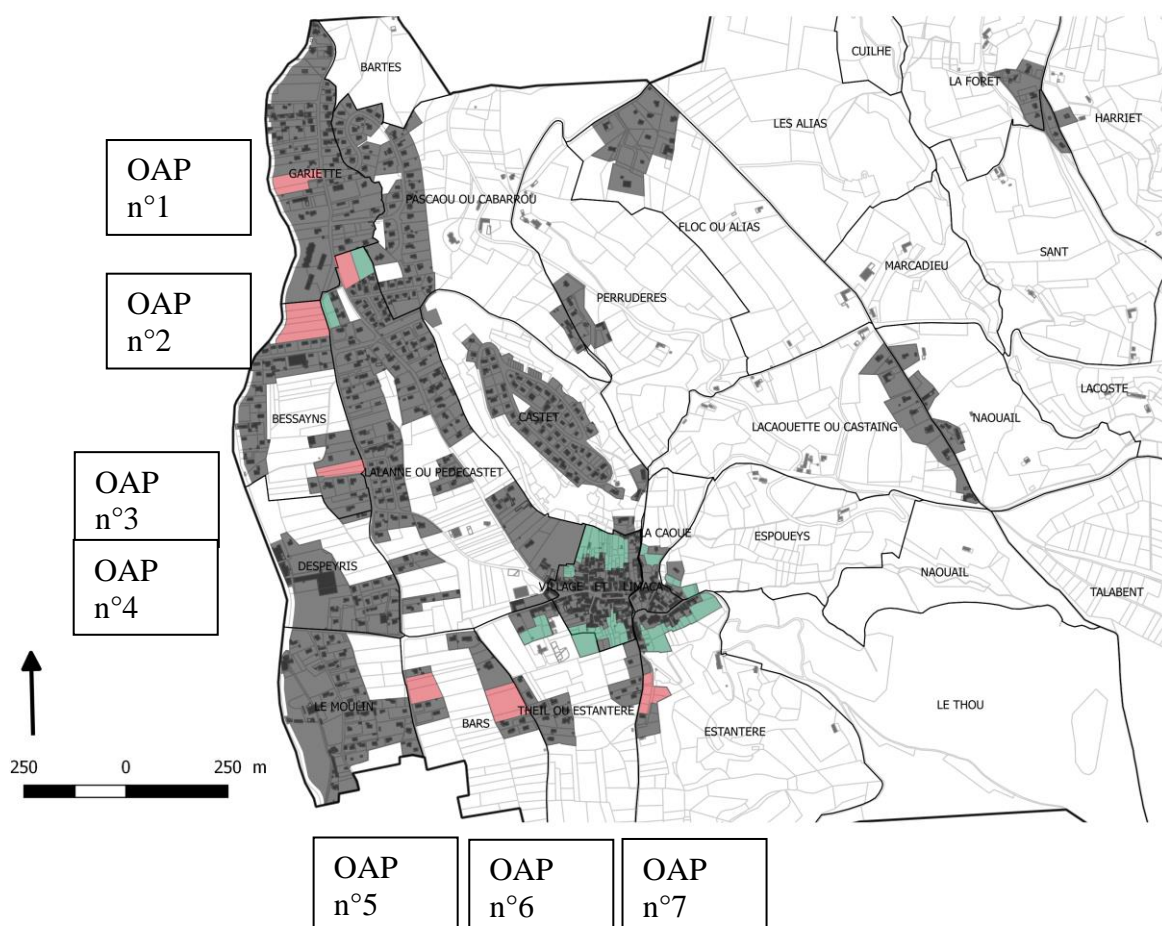 BARTES
CUILHE
LA FORET
HARRIET
LES ALIAS
OAP
n°1
GARIETTE
PASCAOU OU CABARROU
FLOC OU ALIAS
SANT
MARCADIEU
OAP
n°2
PERRUDERES
LACOSTE
BESSAYNS
CASTET
LACAOUETTE OU CASTAING
NAOUAIL
OAP
n°3
LALANNE OU PEDECASTET
LA CAOUE
ESPOUEYS
OAP
n°4
DESPEYRIS
NAOUAIL
VILLAGE ET LIMACA
TALABENT
LE MOULIN
BARS
THEIL OU ESTANTERE
ESTANTERE
LE THOU
250 0 250 m
OAP
n°5
OAP
n°6
OAP
n°7